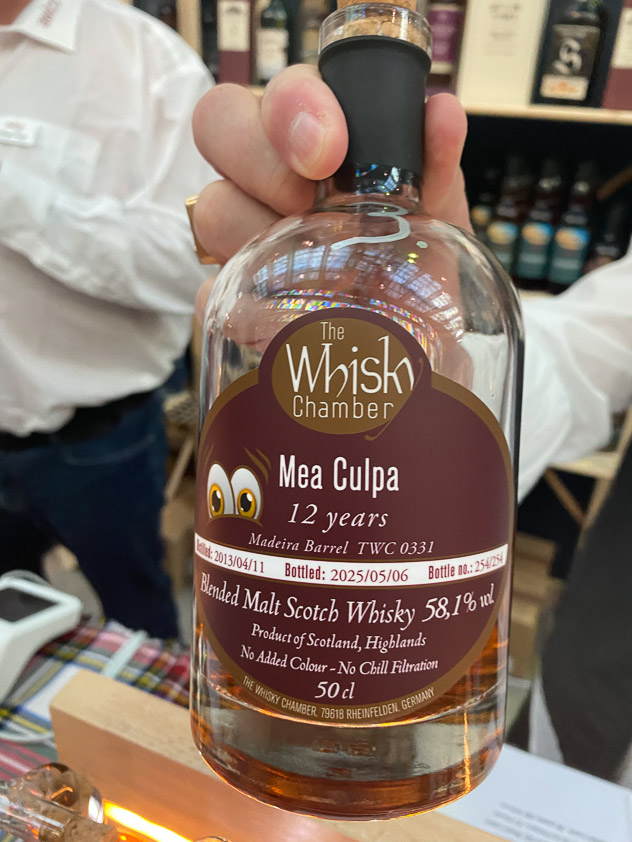 3.
The
Whisky
Chamber
Mea Culpa
12 years
Madeira Barrel TWC 0331
Bottled: 2013/04/11 Bottled: 2025/05/06 Bottle no.: 254/254
Blended Malt Scotch Whisky 58,1% vol.
Product of Scotland, Highlands
No Added Colour - No Chill Filtration
50 cl
THE WHISKY CHAMBER, 79618 RHEINFELDEN, GERMANY